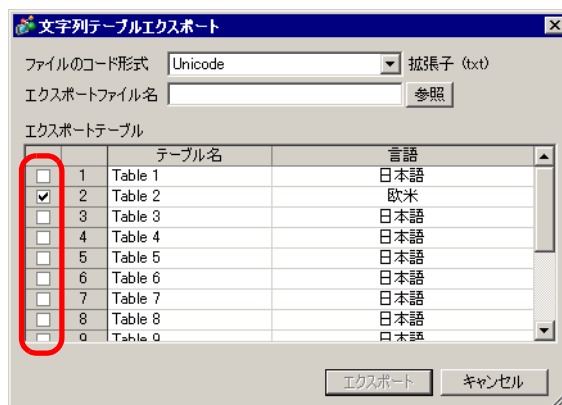 文字列テーブルエクスポート
ファイルのコード形式 Unicode 拡張子 (txt)
エクスポートファイル名 参照
エクスポートテーブル
テーブル名 言語
1 Table 1 日本語
2 Table 2 欧米
3 Table 3 日本語
4 Table 4 日本語
5 Table 5 日本語
6 Table 6 日本語
7 Table 7 日本語
8 Table 8 日本語
9 Table 9 日本語
エクスポート キャンセル